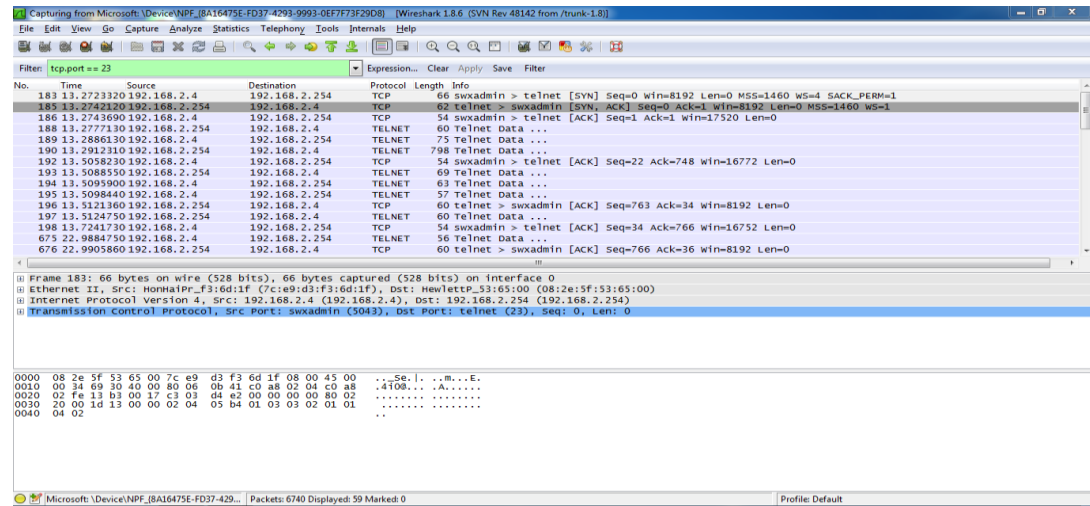 Capturing from Microsoft: \Device\NPF_{8A16475E-FD37-4293-9993-0EF7F73F29D8} [Wireshark 1.8.6 (SVN Rev 48142 from /trunk-1.8)]
File Edit View Go Capture Analyze Statistics Telephony Tools Internals Help
Filter: tcp.port == 23 Expression... Clear Apply Save Filter
No. Time Source Destination Protocol Length Info
183 13.2723320 192.168.2.4 192.168.2.254 TCP 66 swxadmin > telnet [SYN] Seq=0 Win=8192 Len=0 MSS=1460 WS=4 SACK_PERM=1
185 13.2742120 192.168.2.254 192.168.2.4 TCP 62 telnet > swxadmin [SYN, ACK] Seq=0 Ack=1 Win=8192 Len=0 MSS=1460 WS=1
186 13.2743690 192.168.2.4 192.168.2.254 TCP 54 swxadmin > telnet [ACK] Seq=1 Ack=1 Win=17520 Len=0
188 13.2777130 192.168.2.254 192.168.2.4 TELNET 60 Telnet Data ...
189 13.2886130 192.168.2.4 192.168.2.254 TELNET 75 Telnet Data ...
190 13.2912310 192.168.2.254 192.168.2.4 TELNET 798 Telnet Data ...
192 13.5058230 192.168.2.4 192.168.2.254 TCP 54 swxadmin > telnet [ACK] Seq=22 Ack=748 Win=16772 Len=0
193 13.5088550 192.168.2.254 192.168.2.4 TELNET 69 Telnet Data ...
194 13.5095900 192.168.2.4 192.168.2.254 TELNET 63 Telnet Data ...
195 13.5098440 192.168.2.4 192.168.2.254 TELNET 57 Telnet Data ...
196 13.5121360 192.168.2.254 192.168.2.4 TCP 60 telnet > swxadmin [ACK] Seq=763 Ack=34 Win=8192 Len=0
197 13.5124750 192.168.2.254 192.168.2.4 TELNET 60 Telnet Data ...
198 13.7241730 192.168.2.4 192.168.2.254 TCP 54 swxadmin > telnet [ACK] Seq=34 Ack=766 Win=16752 Len=0
675 22.9884750 192.168.2.4 192.168.2.254 TELNET 56 Telnet Data ...
676 22.9905860 192.168.2.254 192.168.2.4 TCP 60 telnet > swxadmin [ACK] Seq=766 Ack=36 Win=8192 Len=0
Frame 183: 66 bytes on wire (528 bits), 66 bytes captured (528 bits) on interface 0
Ethernet II, Src: HonHaiPr_f3:6d:1f (7c:e9:d3:f3:6d:1f), Dst: HewlettP_53:65:00 (08:2e:5f:53:65:00)
Internet Protocol Version 4, Src: 192.168.2.4 (192.168.2.4), Dst: 192.168.2.254 (192.168.2.254)
Transmission Control Protocol, Src Port: swxadmin (5043), Dst Port: telnet (23), Seq: 0, Len: 0
0000 08 2e 5f 53 65 00 7c e9 d3 f3 6d 1f 08 00 45 00 .._Se.|. ..m...E.
0010 00 34 69 30 40 00 80 06 0b 41 c0 a8 02 04 c0 a8 .4i0@... .A......
0020 02 fe 13 b3 00 17 c3 03 d4 e2 00 00 00 00 80 02 ........ ........
0030 20 00 1d 13 00 00 02 04 05 b4 01 03 03 02 01 01 ....... ........
0040 04 02 ..
Microsoft: \Device\NPF_{8A16475E-FD37-429... Packets: 6740 Displayed: 59 Marked: 0 Profile: Default